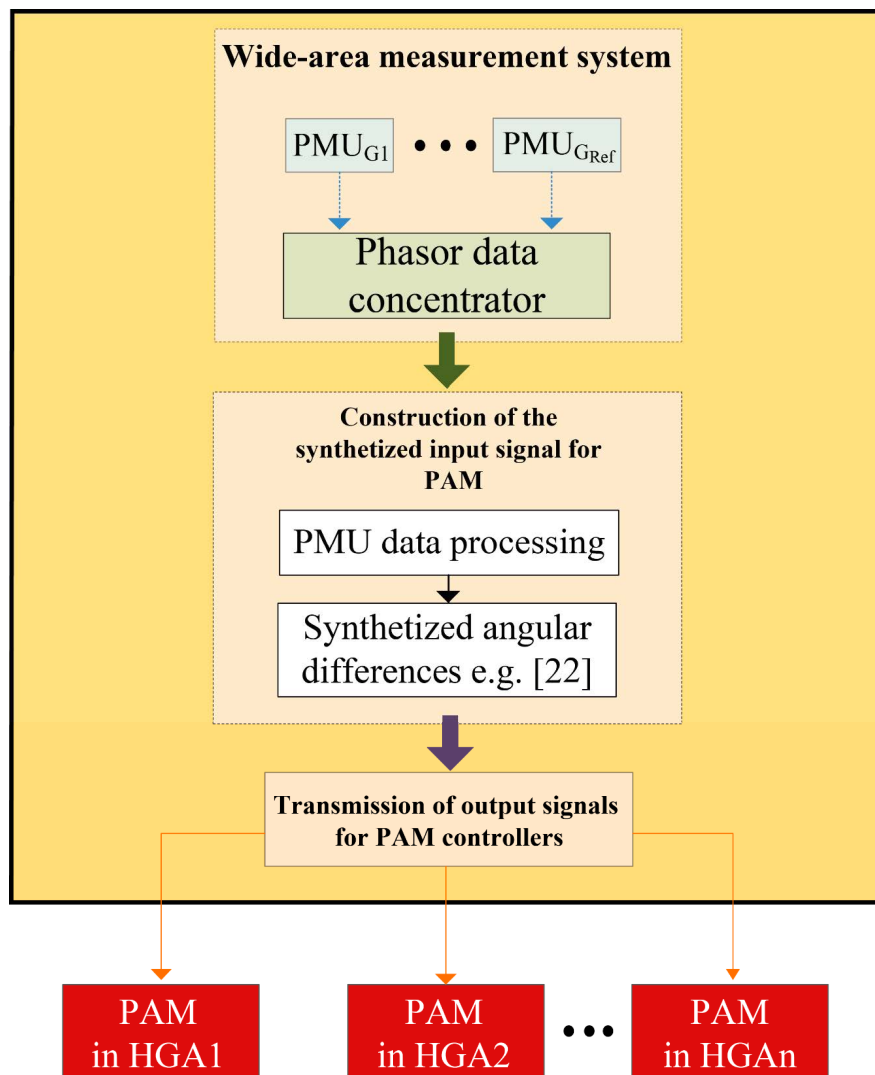 Wide-area measurement system
PMU_G1 ••• PMU_GRef
Phasor data
concentrator
Construction of the
synthetized input signal for
PAM
PMU data processing
Synthetized angular
differences e.g. [22]
Transmission of output signals
for PAM controllers
PAM
in HGA1
PAM
in HGA2
•••
PAM
in HGAn